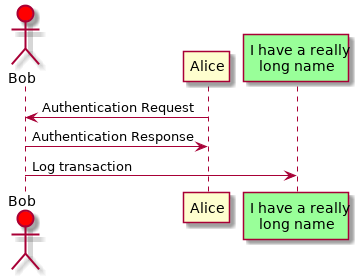 Bob
Alice
I have a really
long name
Authentication Request
Authentication Response
Log transaction
Bob
Alice
I have a really
long name